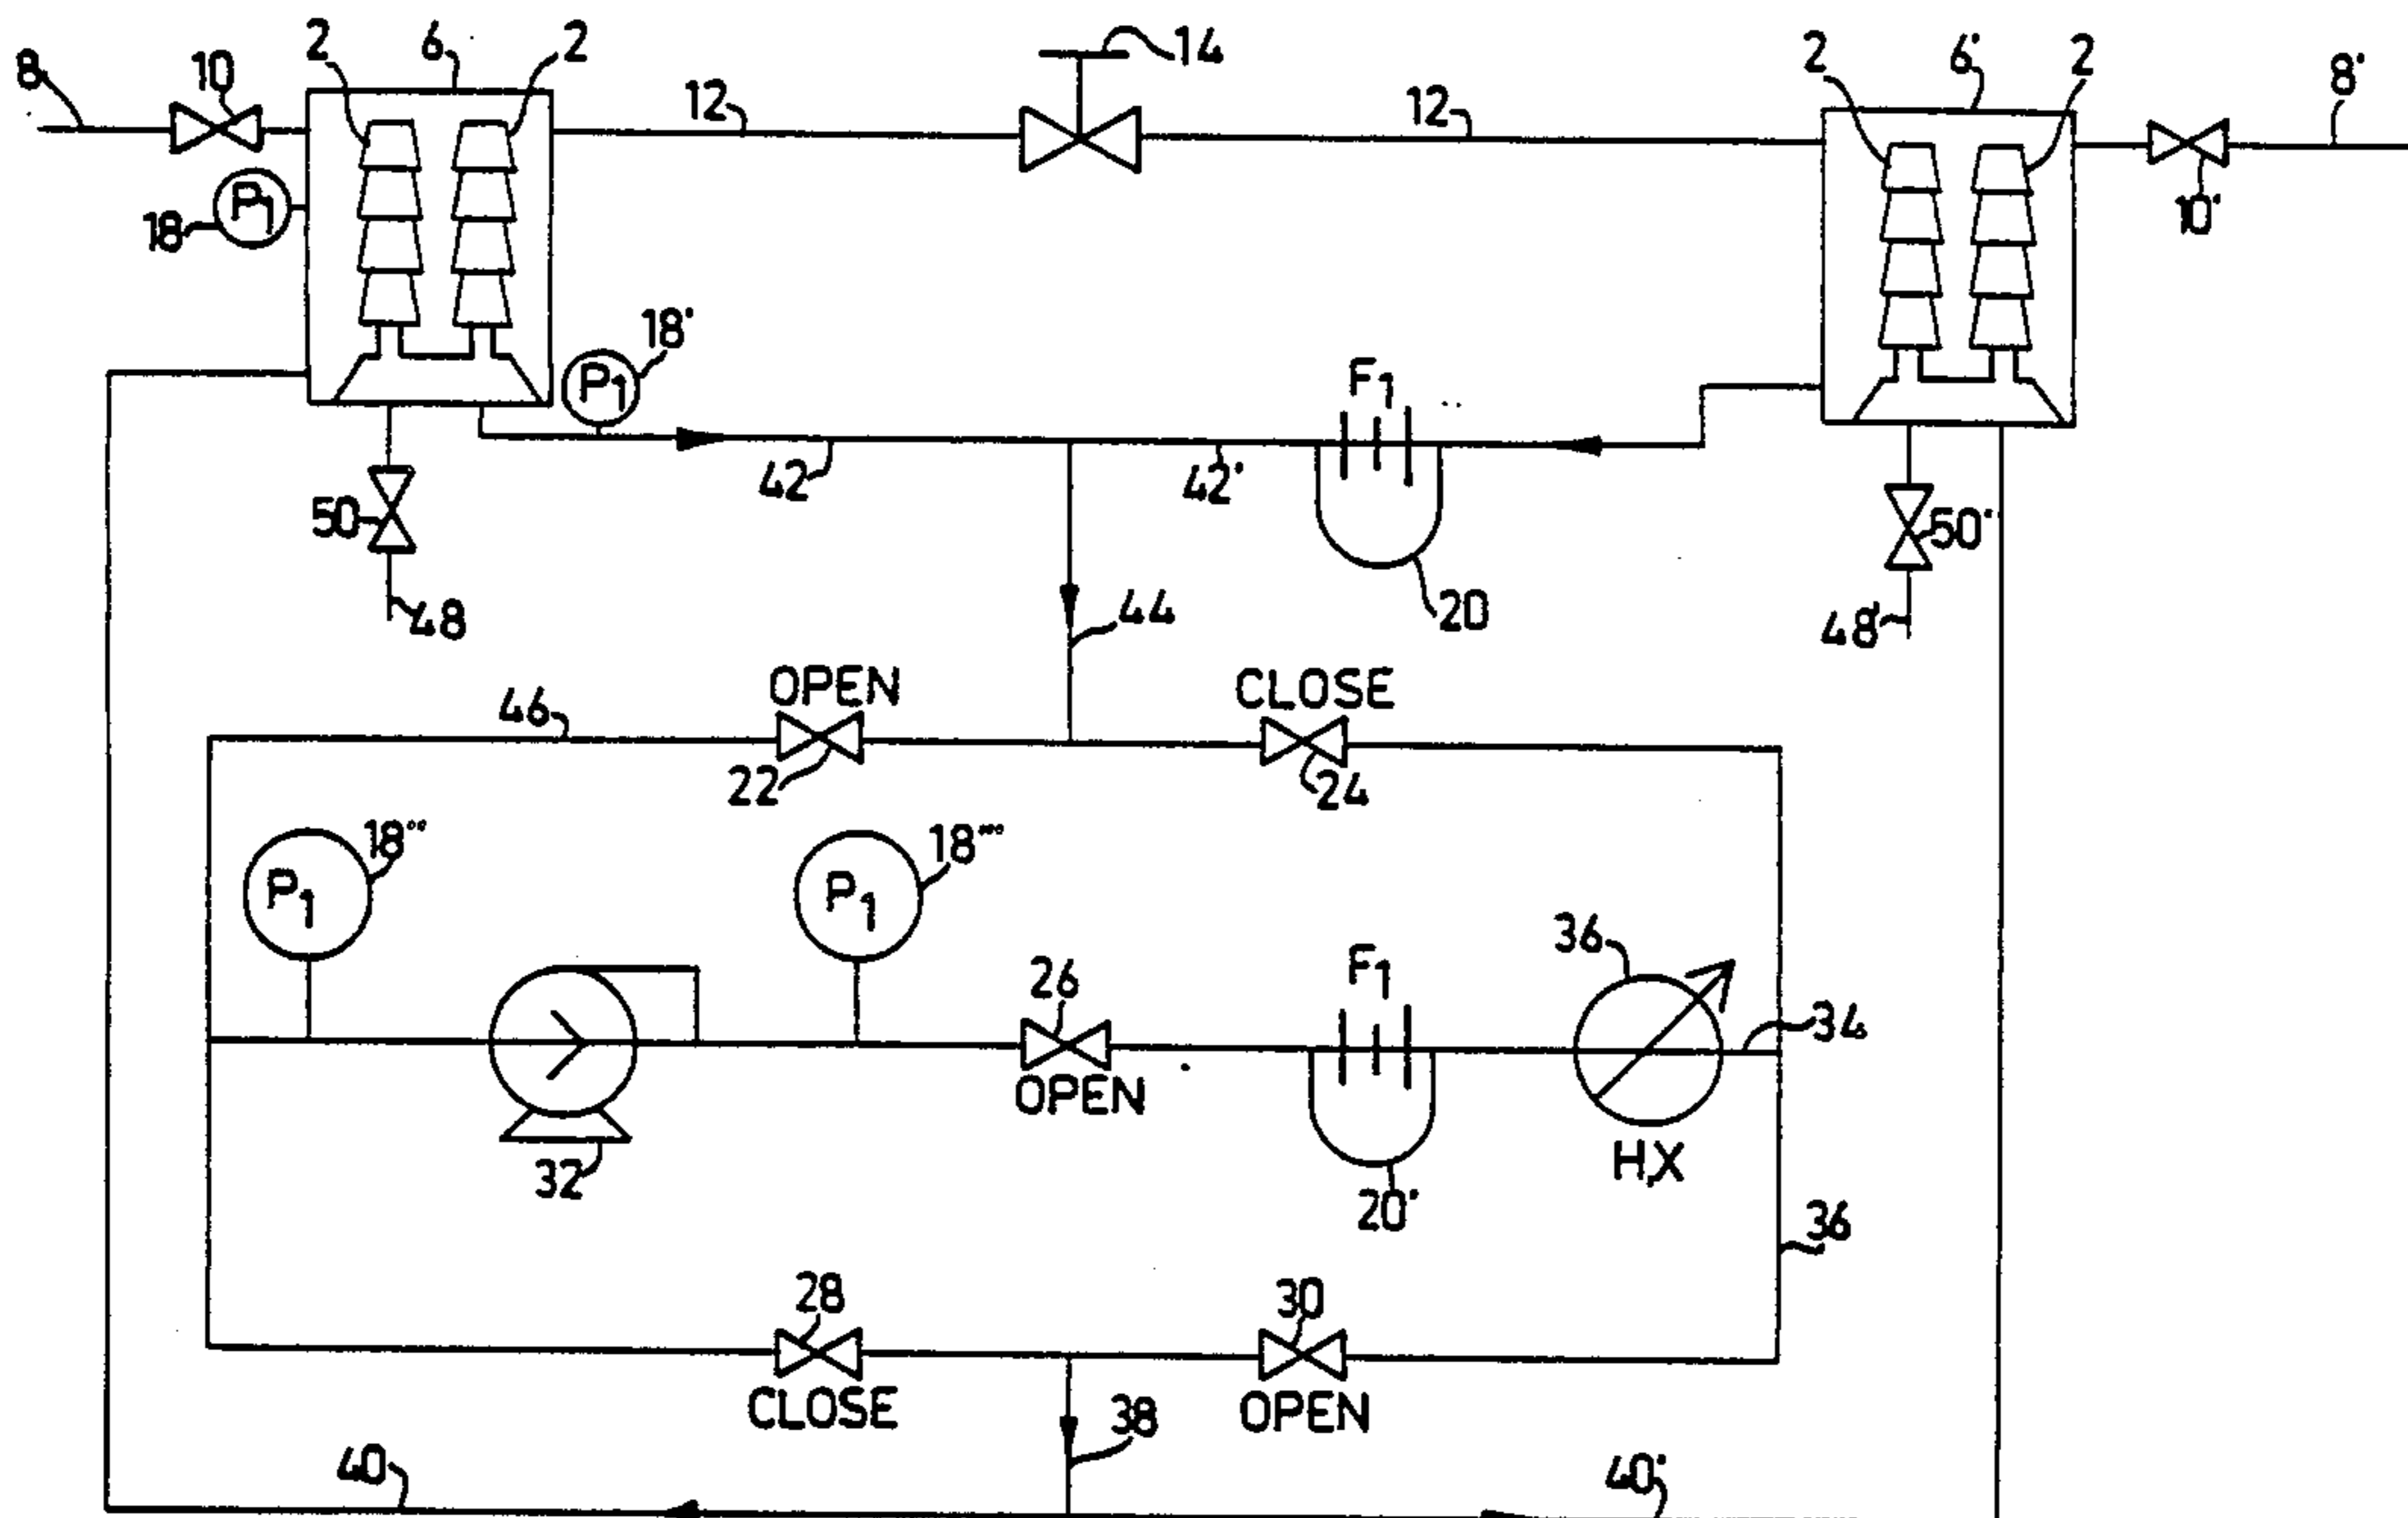 8 10 2 6 2 12 14 12 2 6' 2 8'
P1 18 10'
18' P1 F1
42 42'
50 50'
48 44 20 48'
OPEN CLOSE
46 22 24
18'' 18'''
P1 P1
26 F1 36 34
OPEN
32 20' H,X
36
28 30
CLOSE OPEN
38
40 40'